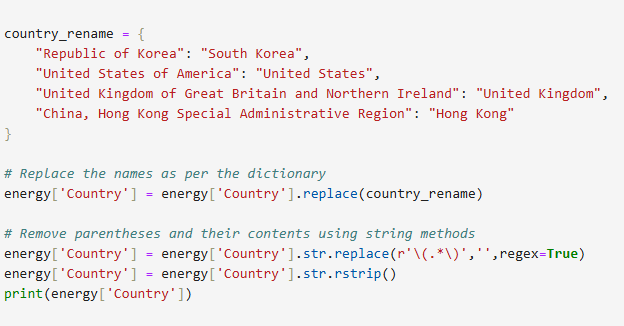 country_rename = {
    "Republic of Korea": "South Korea",
    "United States of America": "United States",
    "United Kingdom of Great Britain and Northern Ireland": "United Kingdom",
    "China, Hong Kong Special Administrative Region": "Hong Kong"
}
# Replace the names as per the dictionary
energy['Country'] = energy['Country'].replace(country_rename)
# Remove parentheses and their contents using string methods
energy['Country'] = energy['Country'].str.replace(r'\(.*\)','',regex=True)
energy['Country'] = energy['Country'].str.rstrip()
print(energy['Country'])